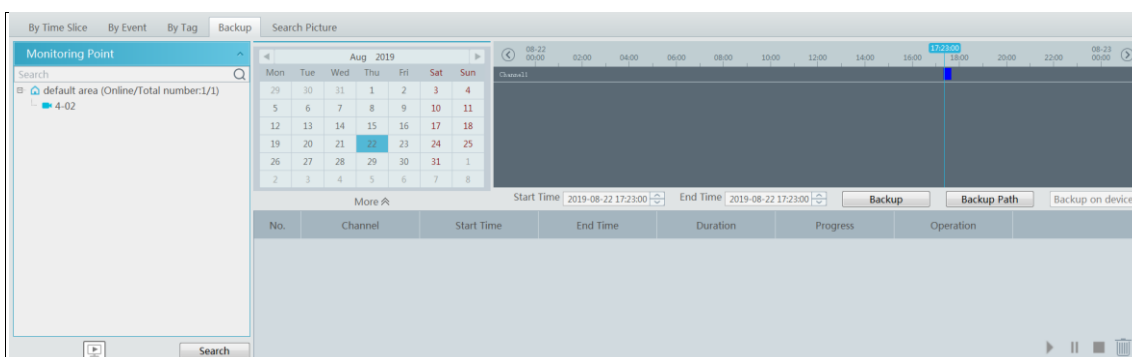 By Time Slice By Event By Tag Backup Search Picture
Monitoring Point
Search
default area (Online/Total number:1/1)
4-02
Aug 2019
Mon Tue Wed Thu Fri Sat Sun
29 30 31 1 2 3 4
5 6 7 8 9 10 11
12 13 14 15 16 17 18
19 20 21 22 23 24 25
26 27 28 29 30 31 1
2 3 4 5 6 7 8
More
17:23:00
08-22 08-23
00:00 02:00 04:00 06:00 08:00 10:00 12:00 14:00 16:00 18:00 20:00 22:00 00:00
Channel1
Start Time 2019-08-22 17:23:00 End Time 2019-08-22 17:23:00 Backup Backup Path Backup on device
No. Channel Start Time End Time Duration Progress Operation
Search